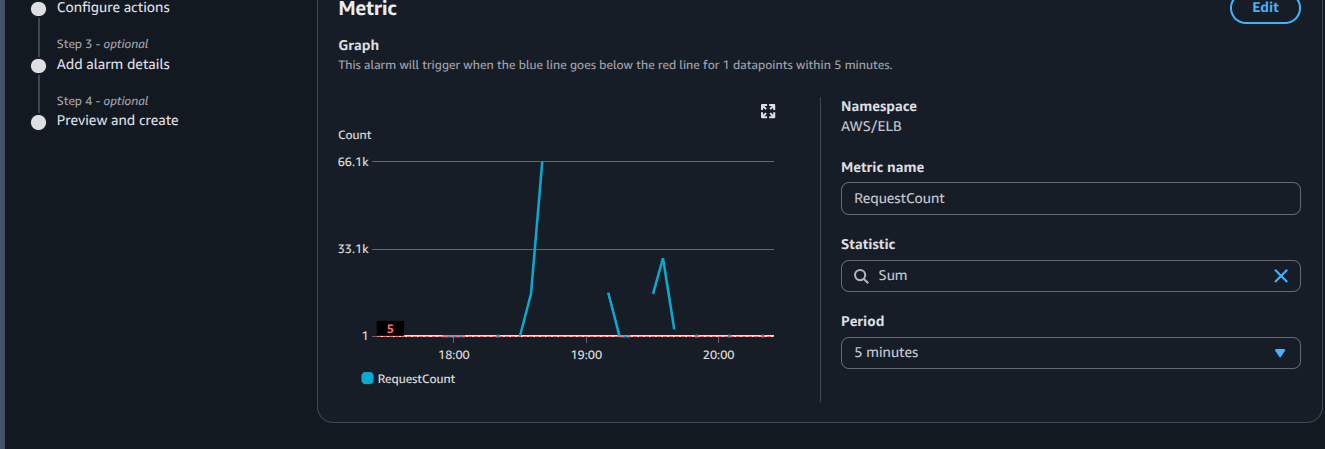 Configure actions
Step 3 - optional
Add alarm details
Step 4 - optional
Preview and create
Metric
Edit
Graph
This alarm will trigger when the blue line goes below the red line for 1 datapoints within 5 minutes.
Count
66.1k
33.1k
1
5
18:00
19:00
20:00
RequestCount
Namespace
AWS/ELB
Metric name
RequestCount
Statistic
Sum
Period
5 minutes